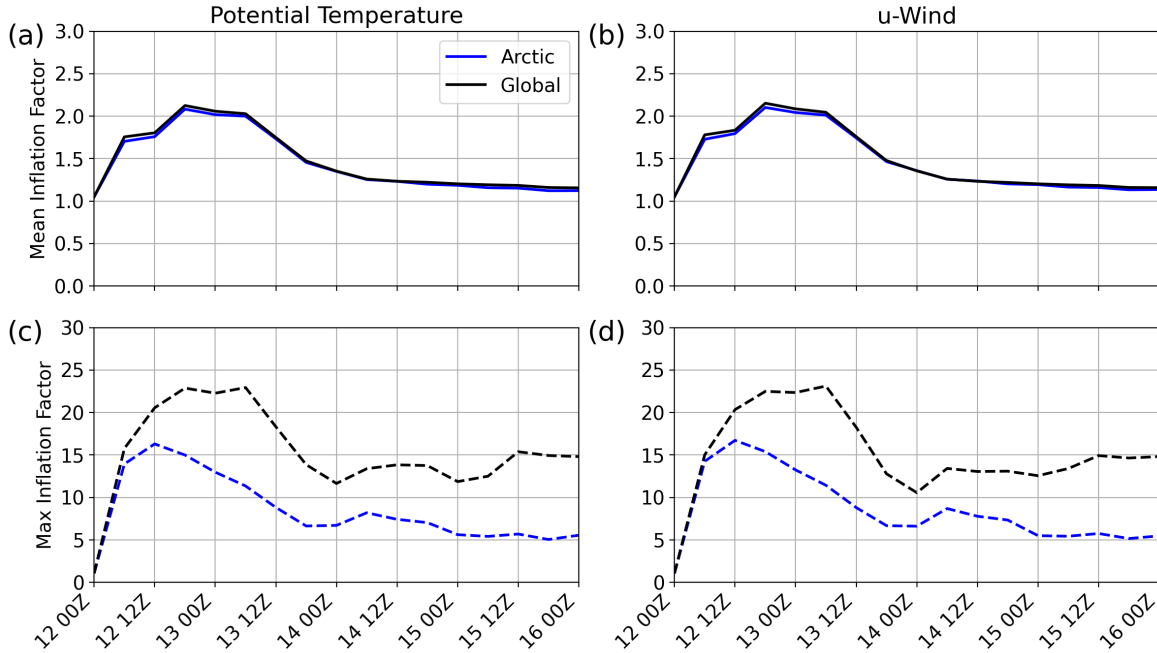 Potential Temperature
u-Wind
(a)
(b)
3.0
2.5
2.0
1.5
1.0
0.5
0.0
Mean Inflation Factor
Arctic
Global
3.0
2.5
2.0
1.5
1.0
0.5
0.0
(c)
(d)
30
25
20
15
10
5
0
Max Inflation Factor
12 00Z
12 12Z
13 00Z
13 12Z
14 00Z
14 12Z
15 00Z
15 12Z
16 00Z
30
25
20
15
10
5
0
12 00Z
12 12Z
13 00Z
13 12Z
14 00Z
14 12Z
15 00Z
15 12Z
16 00Z